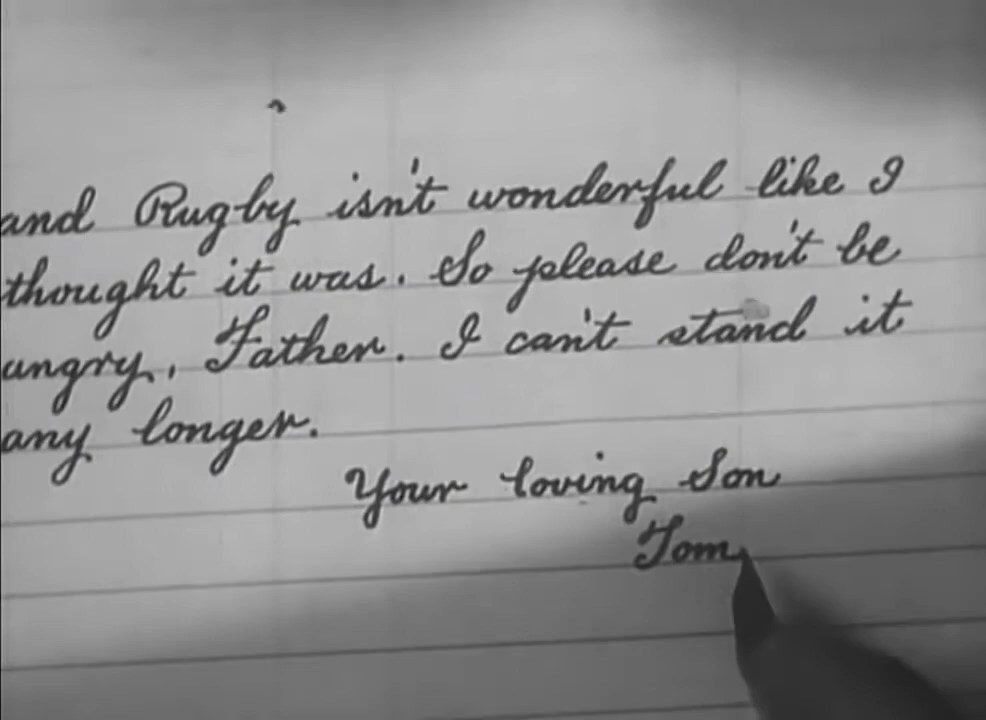 and Rugby isn't wonderful like I
thought it was. So please don't be
angry, Father. I can't stand it
any longer.
Your loving Son
Tom